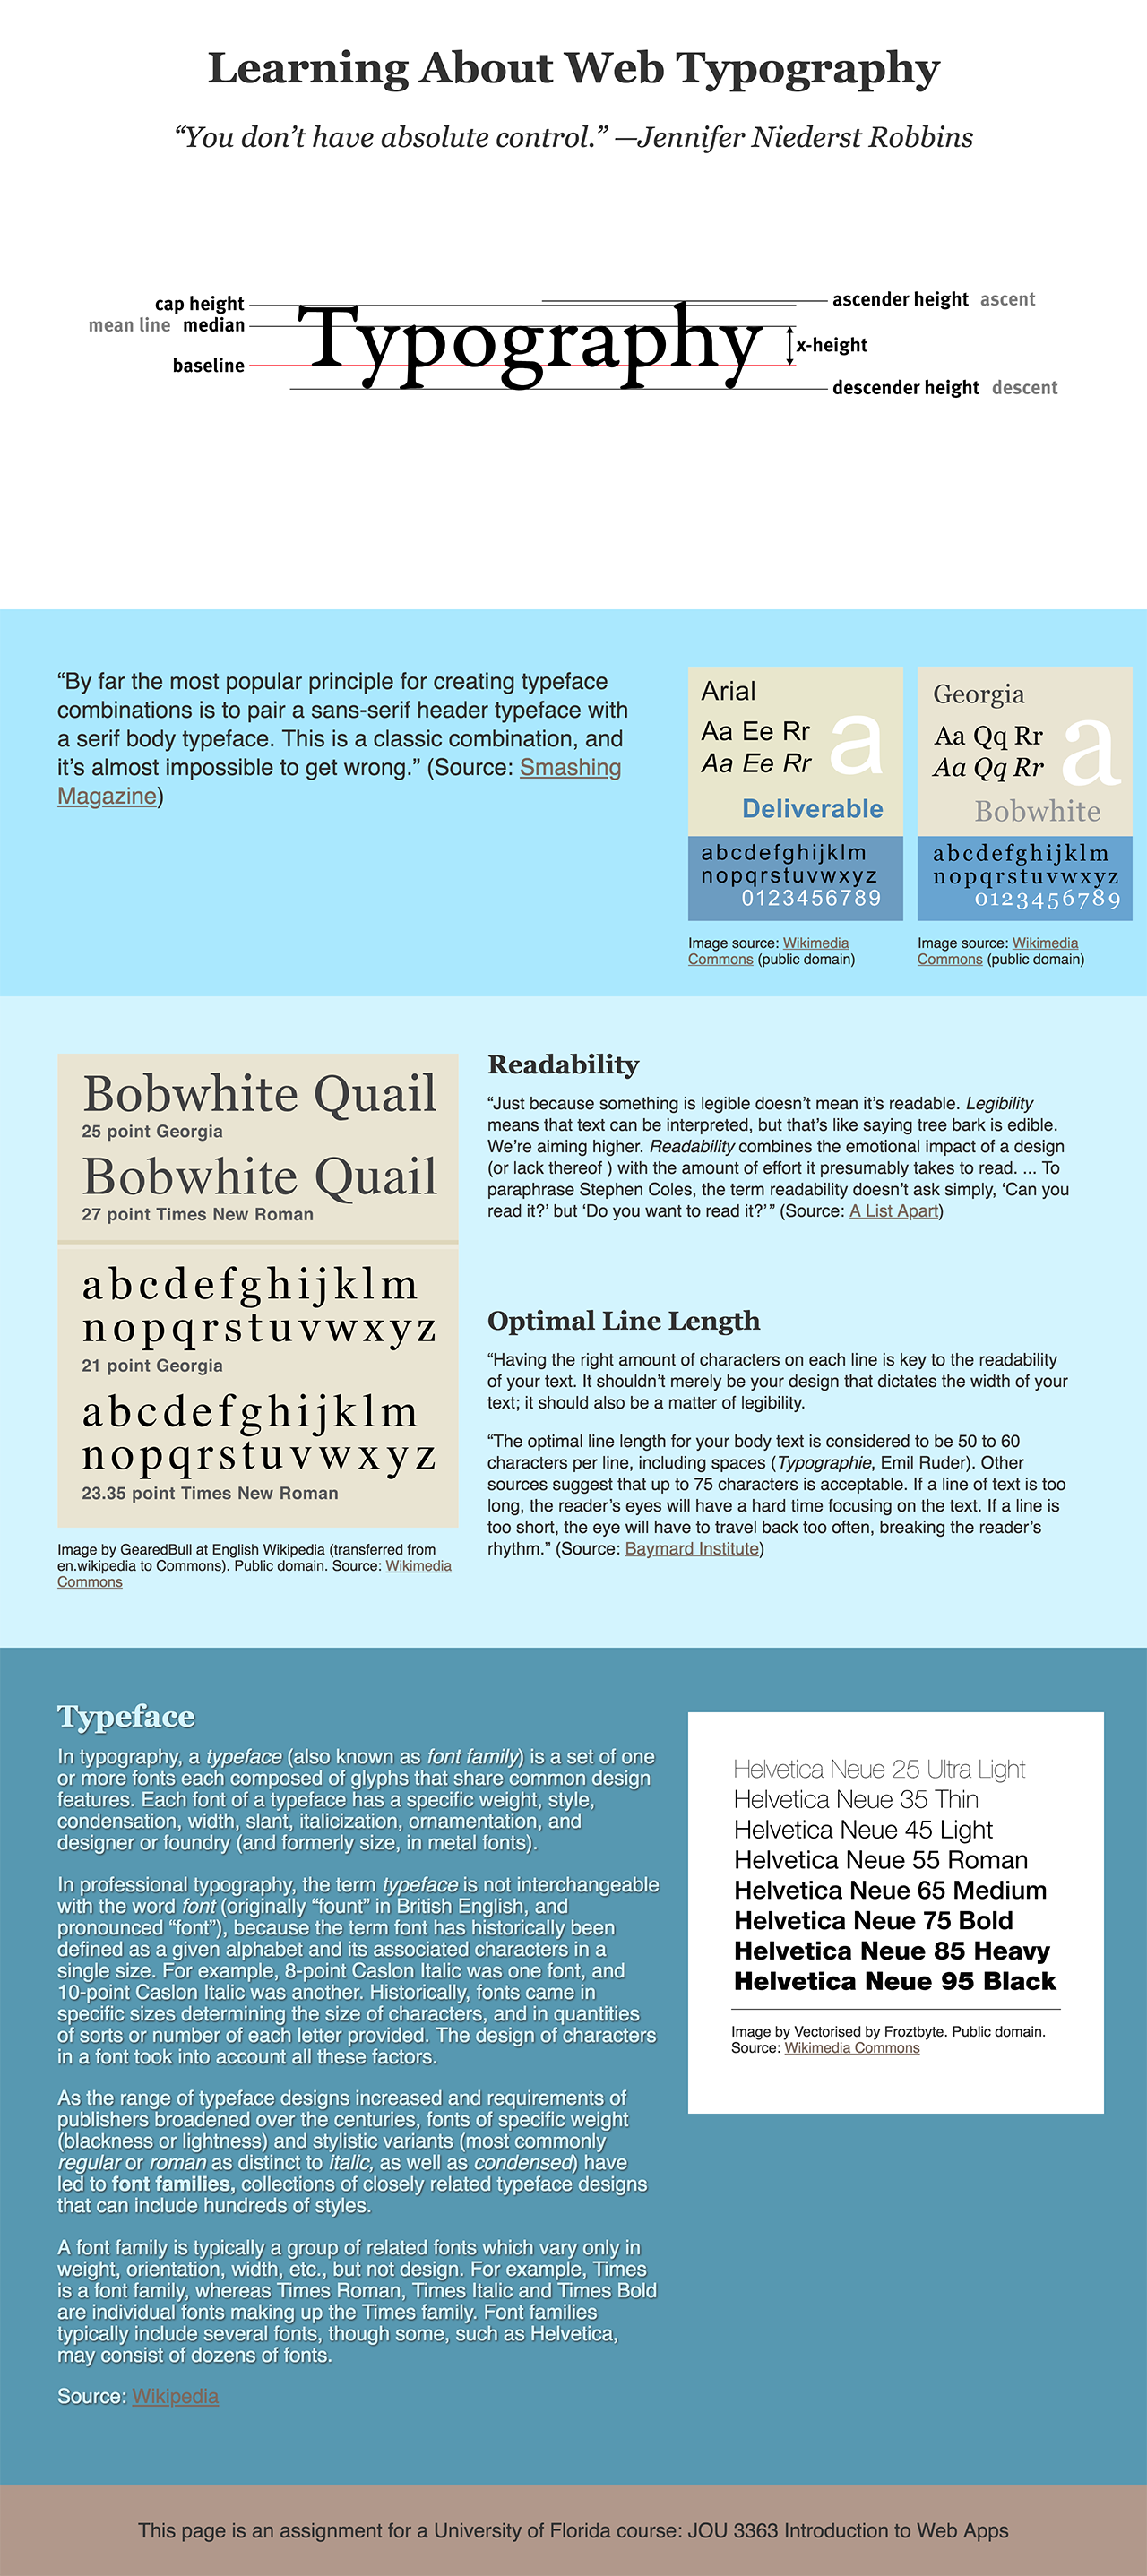 Learning About Web Typography
“You don’t have absolute control.” —Jennifer Niederst Robbins
cap height
mean line median
baseline
Typography
ascender height ascent
x-height
descender height descent
“By far the most popular principle for creating typeface
combinations is to pair a sans-serif header typeface with
a serif body typeface. This is a classic combination, and
it’s almost impossible to get wrong.” (Source: Smashing
Magazine)
Arial
Aa Ee Rr
Aa Ee Rr
a
Deliverable
abcdefghijklm
nopqrstuvwxyz
0123456789
Image source: Wikimedia
Commons (public domain)
Georgia
Aa Qq Rr
Aa Qq Rr
a
Bobwhite
abcdefghijklm
nopqrstuvwxyz
0123456789
Image source: Wikimedia
Commons (public domain)
Bobwhite Quail
25 point Georgia
Bobwhite Quail
27 point Times New Roman
abcdefghijklm
nopqrstuvwxyz
21 point Georgia
abcdefghijklm
nopqrstuvwxyz
23.35 point Times New Roman
Image by GearedBull at English Wikipedia (transferred from
en.wikipedia to Commons). Public domain. Source: Wikimedia
Commons
Readability
“Just because something is legible doesn’t mean it’s readable. Legibility
means that text can be interpreted, but that’s like saying tree bark is edible.
We’re aiming higher. Readability combines the emotional impact of a design
(or lack thereof ) with the amount of effort it presumably takes to read. ... To
paraphrase Stephen Coles, the term readability doesn’t ask simply, ‘Can you
read it?’ but ‘Do you want to read it?’” (Source: A List Apart)
Optimal Line Length
“Having the right amount of characters on each line is key to the readability
of your text. It shouldn’t merely be your design that dictates the width of your
text; it should also be a matter of legibility.
“The optimal line length for your body text is considered to be 50 to 60
characters per line, including spaces (Typographie, Emil Ruder). Other
sources suggest that up to 75 characters is acceptable. If a line of text is too
long, the reader’s eyes will have a hard time focusing on the text. If a line is
too short, the eye will have to travel back too often, breaking the reader’s
rhythm.” (Source: Baymard Institute)
Typeface
In typography, a typeface (also known as font family) is a set of one
or more fonts each composed of glyphs that share common design
features. Each font of a typeface has a specific weight, style,
condensation, width, slant, italicization, ornamentation, and
designer or foundry (and formerly size, in metal fonts).
In professional typography, the term typeface is not interchangeable
with the word font (originally “fount” in British English, and
pronounced “font”), because the term font has historically been
defined as a given alphabet and its associated characters in a
single size. For example, 8-point Caslon Italic was one font, and
10-point Caslon Italic was another. Historically, fonts came in
specific sizes determining the size of characters, and in quantities
of sorts or number of each letter provided. The design of characters
in a font took into account all these factors.
As the range of typeface designs increased and requirements of
publishers broadened over the centuries, fonts of specific weight
(blackness or lightness) and stylistic variants (most commonly
regular or roman as distinct to italic, as well as condensed) have
led to font families, collections of closely related typeface designs
that can include hundreds of styles.
A font family is typically a group of related fonts which vary only in
weight, orientation, width, etc., but not design. For example, Times
is a font family, whereas Times Roman, Times Italic and Times Bold
are individual fonts making up the Times family. Font families
typically include several fonts, though some, such as Helvetica,
may consist of dozens of fonts.
Source: Wikipedia
Helvetica Neue 25 Ultra Light
Helvetica Neue 35 Thin
Helvetica Neue 45 Light
Helvetica Neue 55 Roman
Helvetica Neue 65 Medium
Helvetica Neue 75 Bold
Helvetica Neue 85 Heavy
Helvetica Neue 95 Black
Image by Vectorised by Froztbyte. Public domain.
Source: Wikimedia Commons
This page is an assignment for a University of Florida course: JOU 3363 Introduction to Web Apps